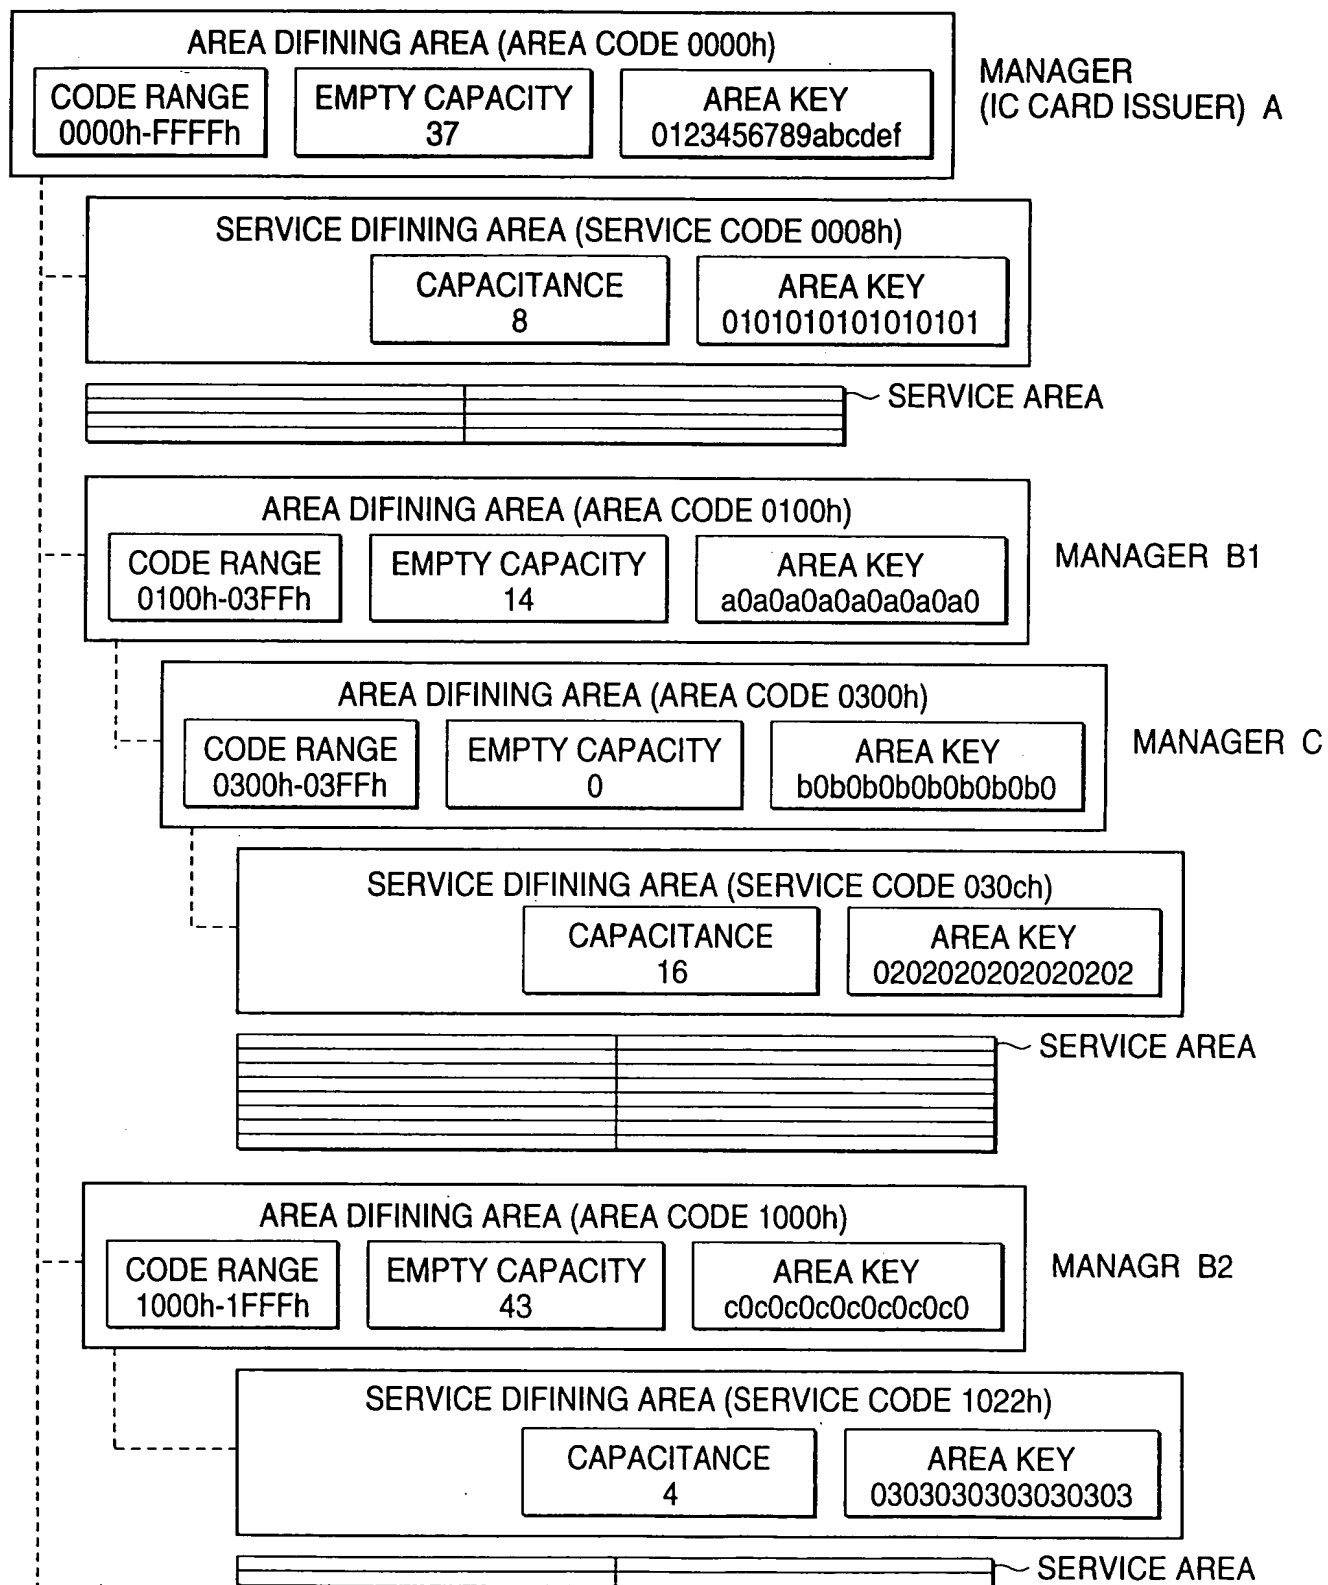 AREA DIFINING AREA (AREA CODE 0000h)
CODE RANGE
0000h-FFFFh
EMPTY CAPACITY
37
AREA KEY
0123456789abcdef
MANAGER
(IC CARD ISSUER) A
SERVICE DIFINING AREA (SERVICE CODE 0008h)
CAPACITANCE
8
AREA KEY
0101010101010101
SERVICE AREA
AREA DIFINING AREA (AREA CODE 0100h)
CODE RANGE
0100h-03FFh
EMPTY CAPACITY
14
AREA KEY
a0a0a0a0a0a0a0a0
MANAGER B1
AREA DIFINING AREA (AREA CODE 0300h)
CODE RANGE
0300h-03FFh
EMPTY CAPACITY
0
AREA KEY
b0b0b0b0b0b0b0b0
MANAGER C
SERVICE DIFINING AREA (SERVICE CODE 030ch)
CAPACITANCE
16
AREA KEY
0202020202020202
SERVICE AREA
AREA DIFINING AREA (AREA CODE 1000h)
CODE RANGE
1000h-1FFFh
EMPTY CAPACITY
43
AREA KEY
c0c0c0c0c0c0c0c0
MANAGR B2
SERVICE DIFINING AREA (SERVICE CODE 1022h)
CAPACITANCE
4
AREA KEY
0303030303030303
SERVICE AREA